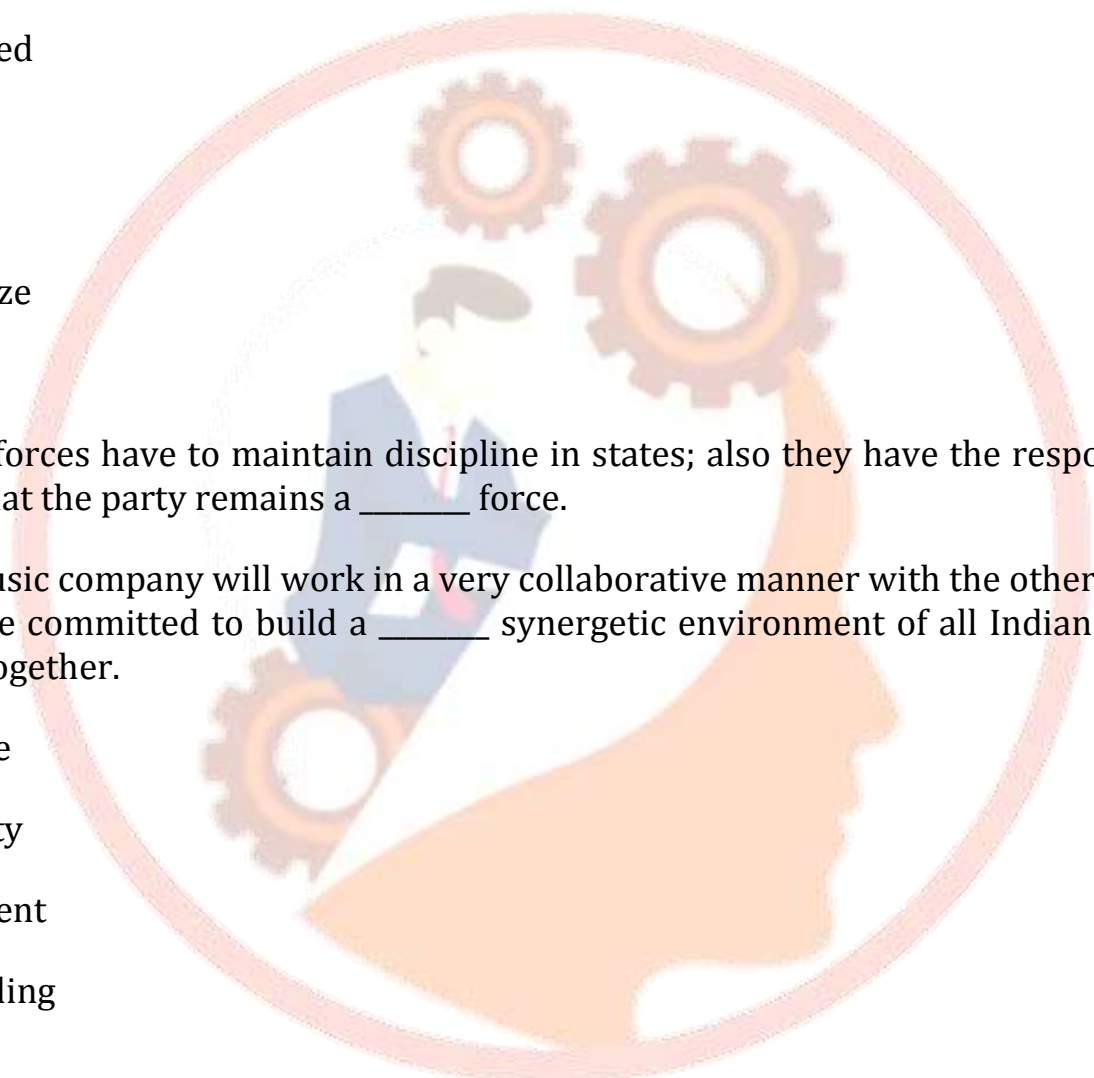 ed
ze
forces have to maintain discipline in states; also they have the respo
at the party remains a ________ force.
usic company will work in a very collaborative manner with the other
e committed to build a ________ synergetic environment of all Indian
ogether.
e
ty
ent
ling